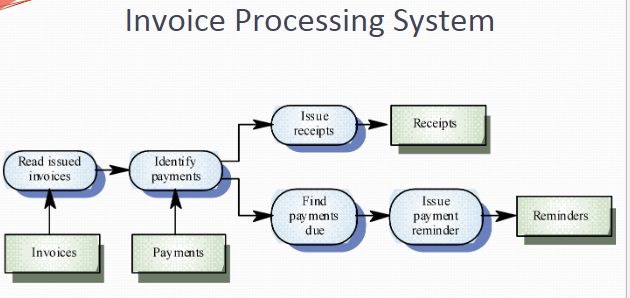 Invoice Processing System
Issue
receipts
Receipts
Read issued
invoices
Identify
payments
Find
payments
due
Issue
payment
reminder
Reminders
Invoices
Payments